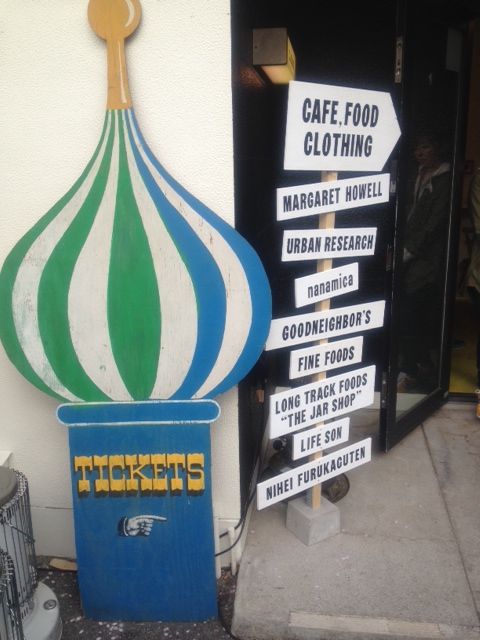 CAFE, FOOD
CLOTHING
MARGARET HOWELL
URBAN RESEARCH
nanamica
GOODNEIGHBOR'S
FINE FOODS
LONG TRACK FOODS
"THE JAR SHOP"
LIFE SON
NIHEI FURUKAGUTEN
TICKETS